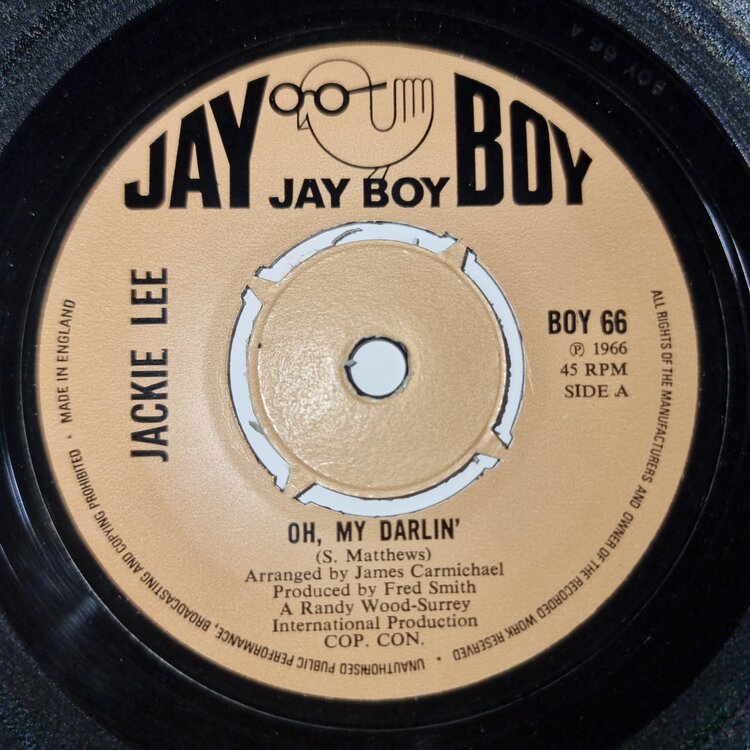 JAY BOY
JAY BOY
JACKIE LEE
BOY 66
℗ 1966
45 RPM
SIDE A
OH, MY DARLIN'
(S. Matthews)
Arranged by James Carmichael
Produced by Fred Smith
A Randy Wood-Surrey
International Production
COP. CON.
ALL RIGHTS OF THE MANUFACTURERS AND OWNER OF THE RECORDED WORK RESERVED • UNAUTHORISED PUBLIC PERFORMANCE, BROADCASTING AND COPYING PROHIBITED • MADE IN ENGLAND
BOY 66 A